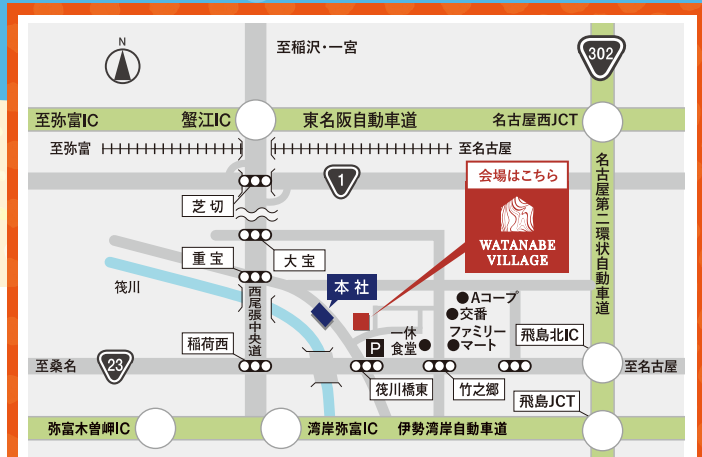 N
至稲沢・一宮
302
至弥富IC
蟹江IC
東名阪自動車道
名古屋西JCT
至弥富
至名古屋
1
会場はこちら
WATANABE
VILLAGE
名古屋第二環状自動車道
芝切
大宝
重宝
本社
筏川
西尾張中央道
Aコープ
交番
ファミリー
マート
一休
食堂
P
飛島北IC
稲荷西
至桑名
23
至名古屋
筏川橋東
竹之郷
飛島JCT
弥富木曽岬IC
湾岸弥富IC
伊勢湾岸自動車道